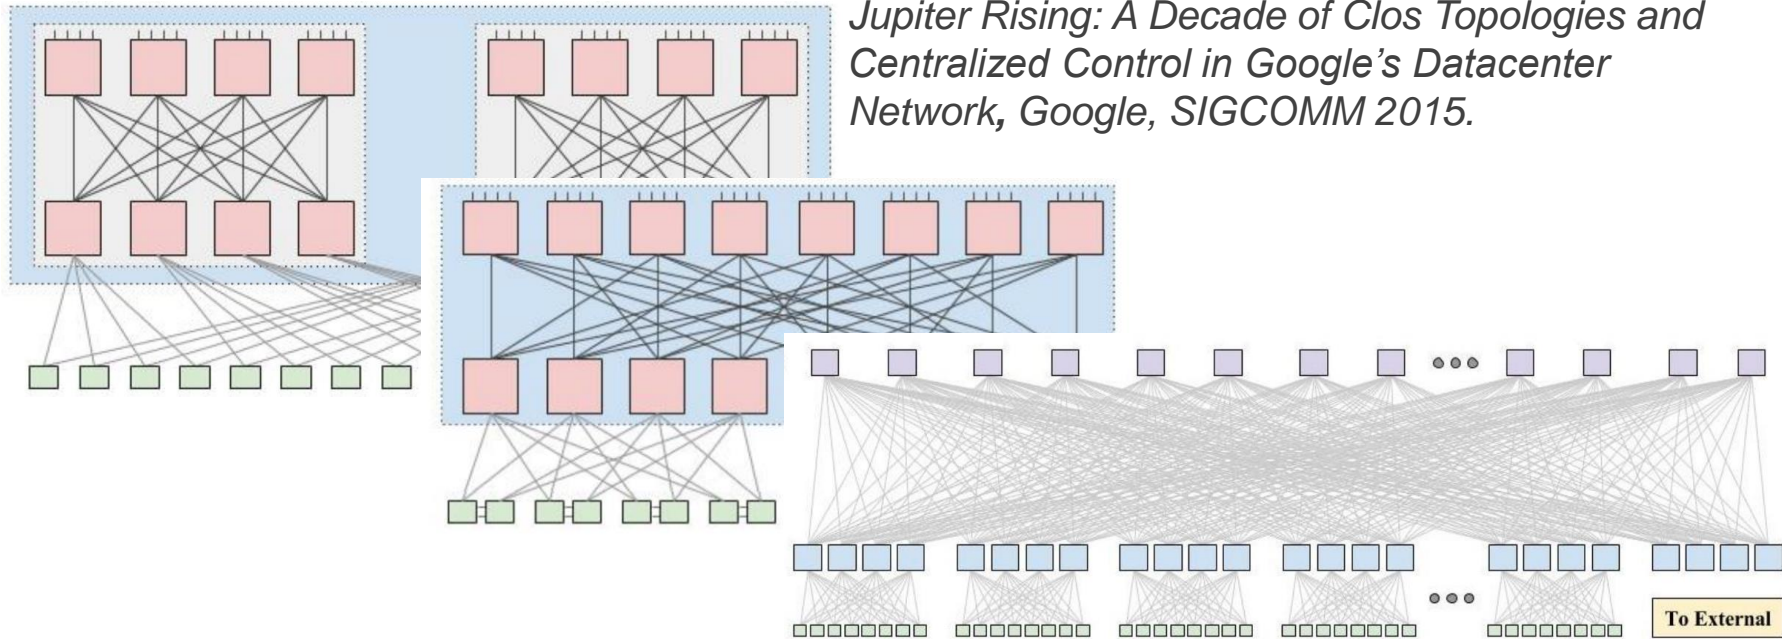 Jupiter Rising: A Decade of Clos Topologies and
Centralized Control in Google’s Datacenter
Network, Google, SIGCOMM 2015.
To External